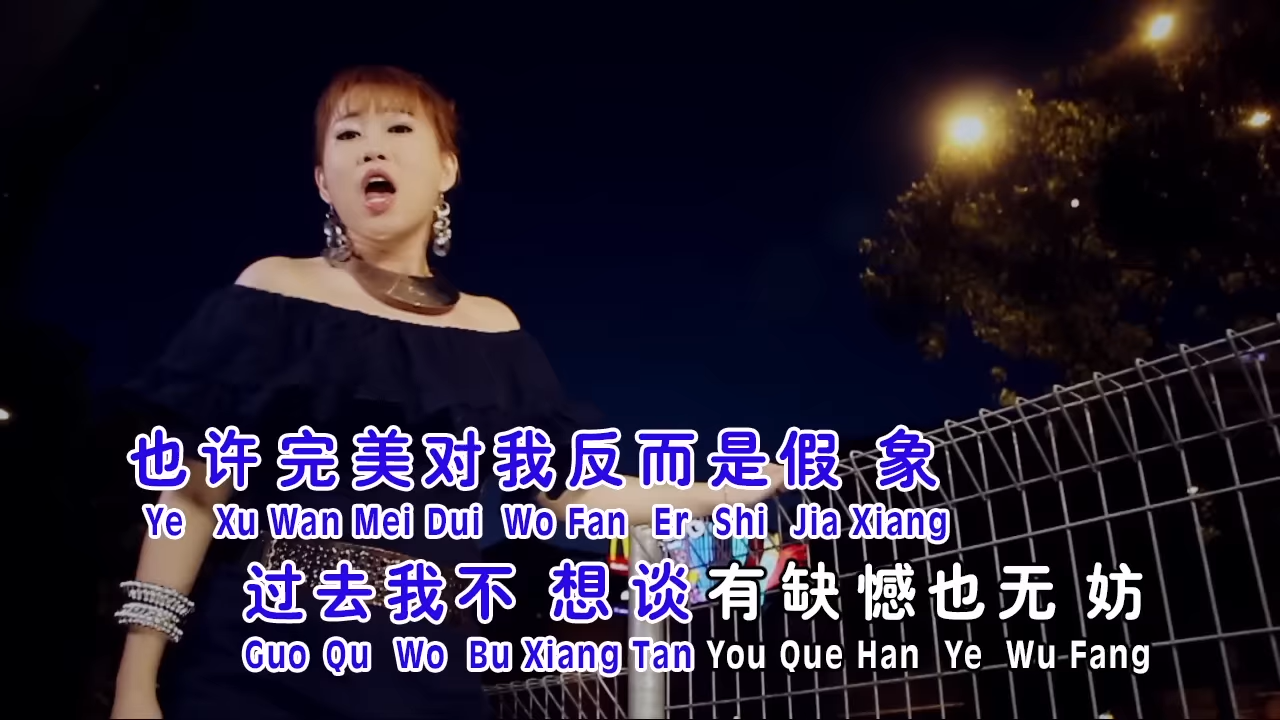 也许完美对我反而是假 象
Ye Xu Wan Mei Dui Wo Fan Er Shi Jia Xiang
过去我不 想 谈有缺憾也无 妨
Guo Qu Wo Bu Xiang Tan You Que Han Ye Wu Fang